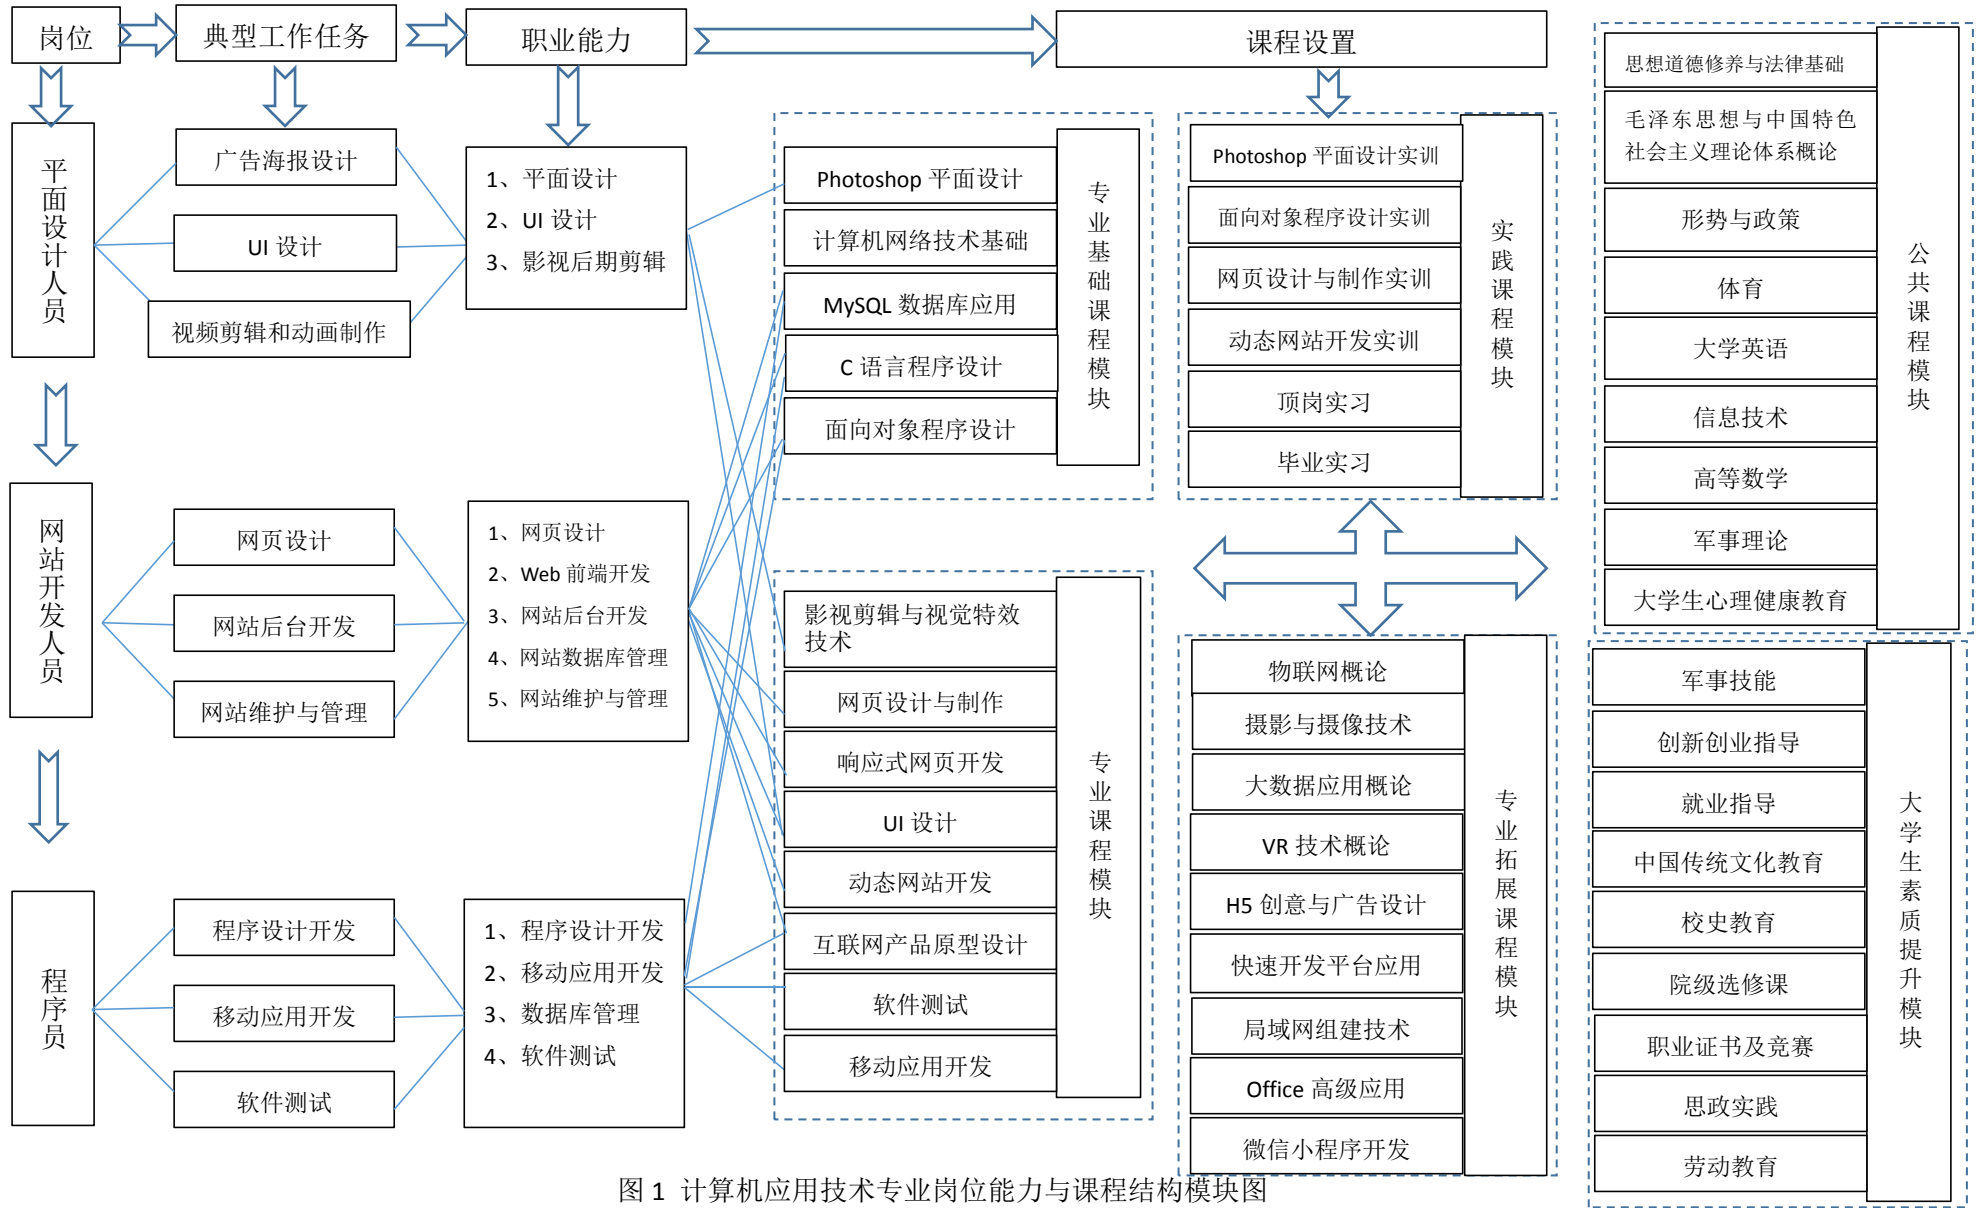 岗位
典型工作任务
职业能力
课程设置
平面设计人员
广告海报设计
UI 设计
视频剪辑和动画制作
1、平面设计
2、UI 设计
3、影视后期剪辑
网站开发人员
网页设计
网站后台开发
网站维护与管理
1、网页设计
2、Web 前端开发
3、网站后台开发
4、网站数据库管理
5、网站维护与管理
程序员
程序设计开发
移动应用开发
软件测试
1、程序设计开发
2、移动应用开发
3、数据库管理
4、软件测试
Photoshop 平面设计
计算机网络技术基础
MySQL 数据库应用
C 语言程序设计
面向对象程序设计
专业基础课程模块
影视剪辑与视觉特效
技术
网页设计与制作
响应式网页开发
UI 设计
动态网站开发
互联网产品原型设计
软件测试
移动应用开发
专业课程模块
Photoshop 平面设计实训
面向对象程序设计实训
网页设计与制作实训
动态网站开发实训
顶岗实习
毕业实习
实践课程模块
物联网概论
摄影与摄像技术
大数据应用概论
VR 技术概论
H5 创意与广告设计
快速开发平台应用
局域网组建技术
Office 高级应用
微信小程序开发
专业拓展课程模块
思想道德修养与法律基础
毛泽东思想与中国特色
社会主义理论体系概论
形势与政策
体育
大学英语
信息技术
高等数学
军事理论
大学生心理健康教育
公共课程模块
军事技能
创新创业指导
就业指导
中国传统文化教育
校史教育
院级选修课
职业证书及竞赛
思政实践
劳动教育
大学生素质提升模块
图 1 计算机应用技术专业岗位能力与课程结构模块图